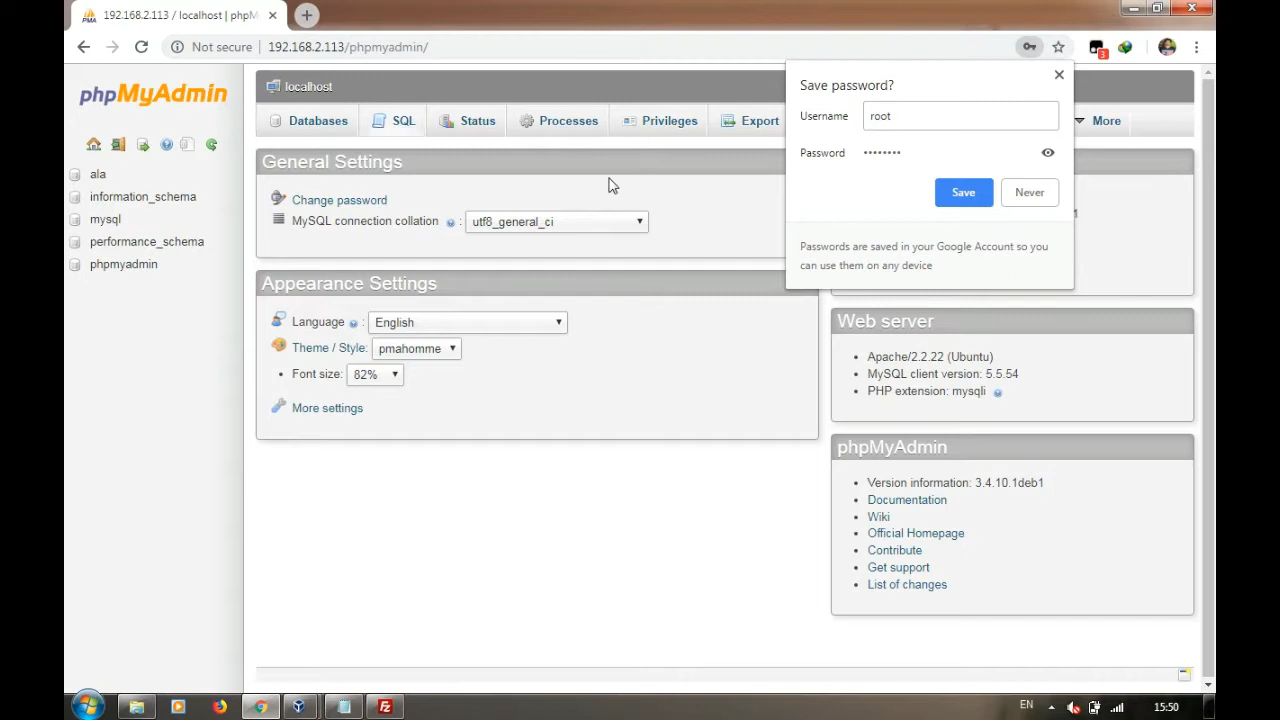 192.168.2.113 / localhost | phpM
Not secure | 192.168.2.113/phpmyadmin/
3
phpMyAdmin
ala
information_schema
mysql
performance_schema
phpmyadmin
localhost
Databases SQL Status Processes Privileges Export More
General Settings
Change password
MySQL connection collation : utf8_general_ci
Appearance Settings
Language : English
Theme / Style: pmahomme
Font size: 82%
More settings
Save password?
Username root
Password ••••••••
Save Never
Passwords are saved in your Google Account so you
can use them on any device
Web server
Apache/2.2.22 (Ubuntu)
MySQL client version: 5.5.54
PHP extension: mysqli
phpMyAdmin
Version information: 3.4.10.1deb1
Documentation
Wiki
Official Homepage
Contribute
Get support
List of changes
EN 15:50